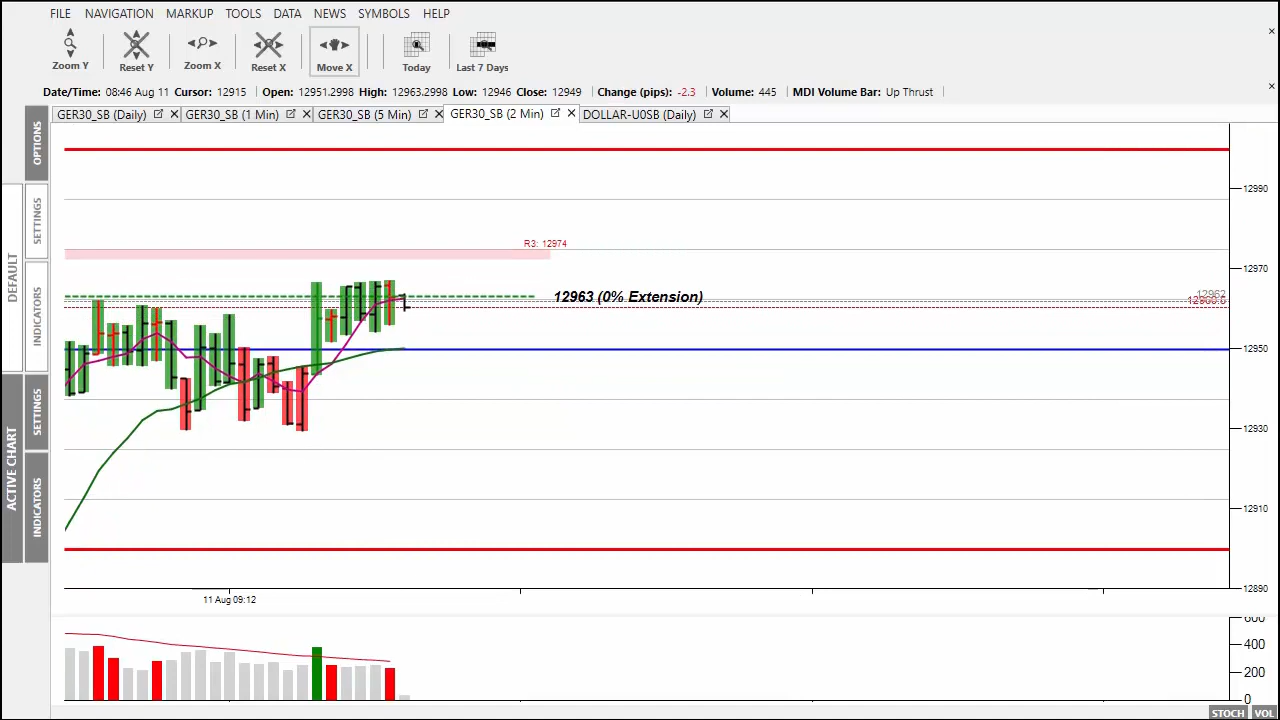 FILE NAVIGATION MARKUP TOOLS DATA NEWS SYMBOLS HELP
Zoom Y Reset Y Zoom X Reset X Move X Today Last 7 Days
Date/Time: 08:46 Aug 11 Cursor: 12915 Open: 12951.2998 High: 12963.2998 Low: 12946 Close: 12949 Change (pips): -2.3 Volume: 445 MDI Volume Bar: Up Thrust
GER30_SB (Daily) GER30_SB (1 Min) GER30_SB (5 Min) GER30_SB (2 Min) DOLLAR-U0SB (Daily)
OPTIONS
DEFAULT
SETTINGS
INDICATORS
ACTIVE CHART
SETTINGS
INDICATORS
12990
R3: 12974
12970
12963 (0% Extension)
12962
12950
12930
12910
12890
11 Aug 09:12
600
400
200
0
STOCH VOL